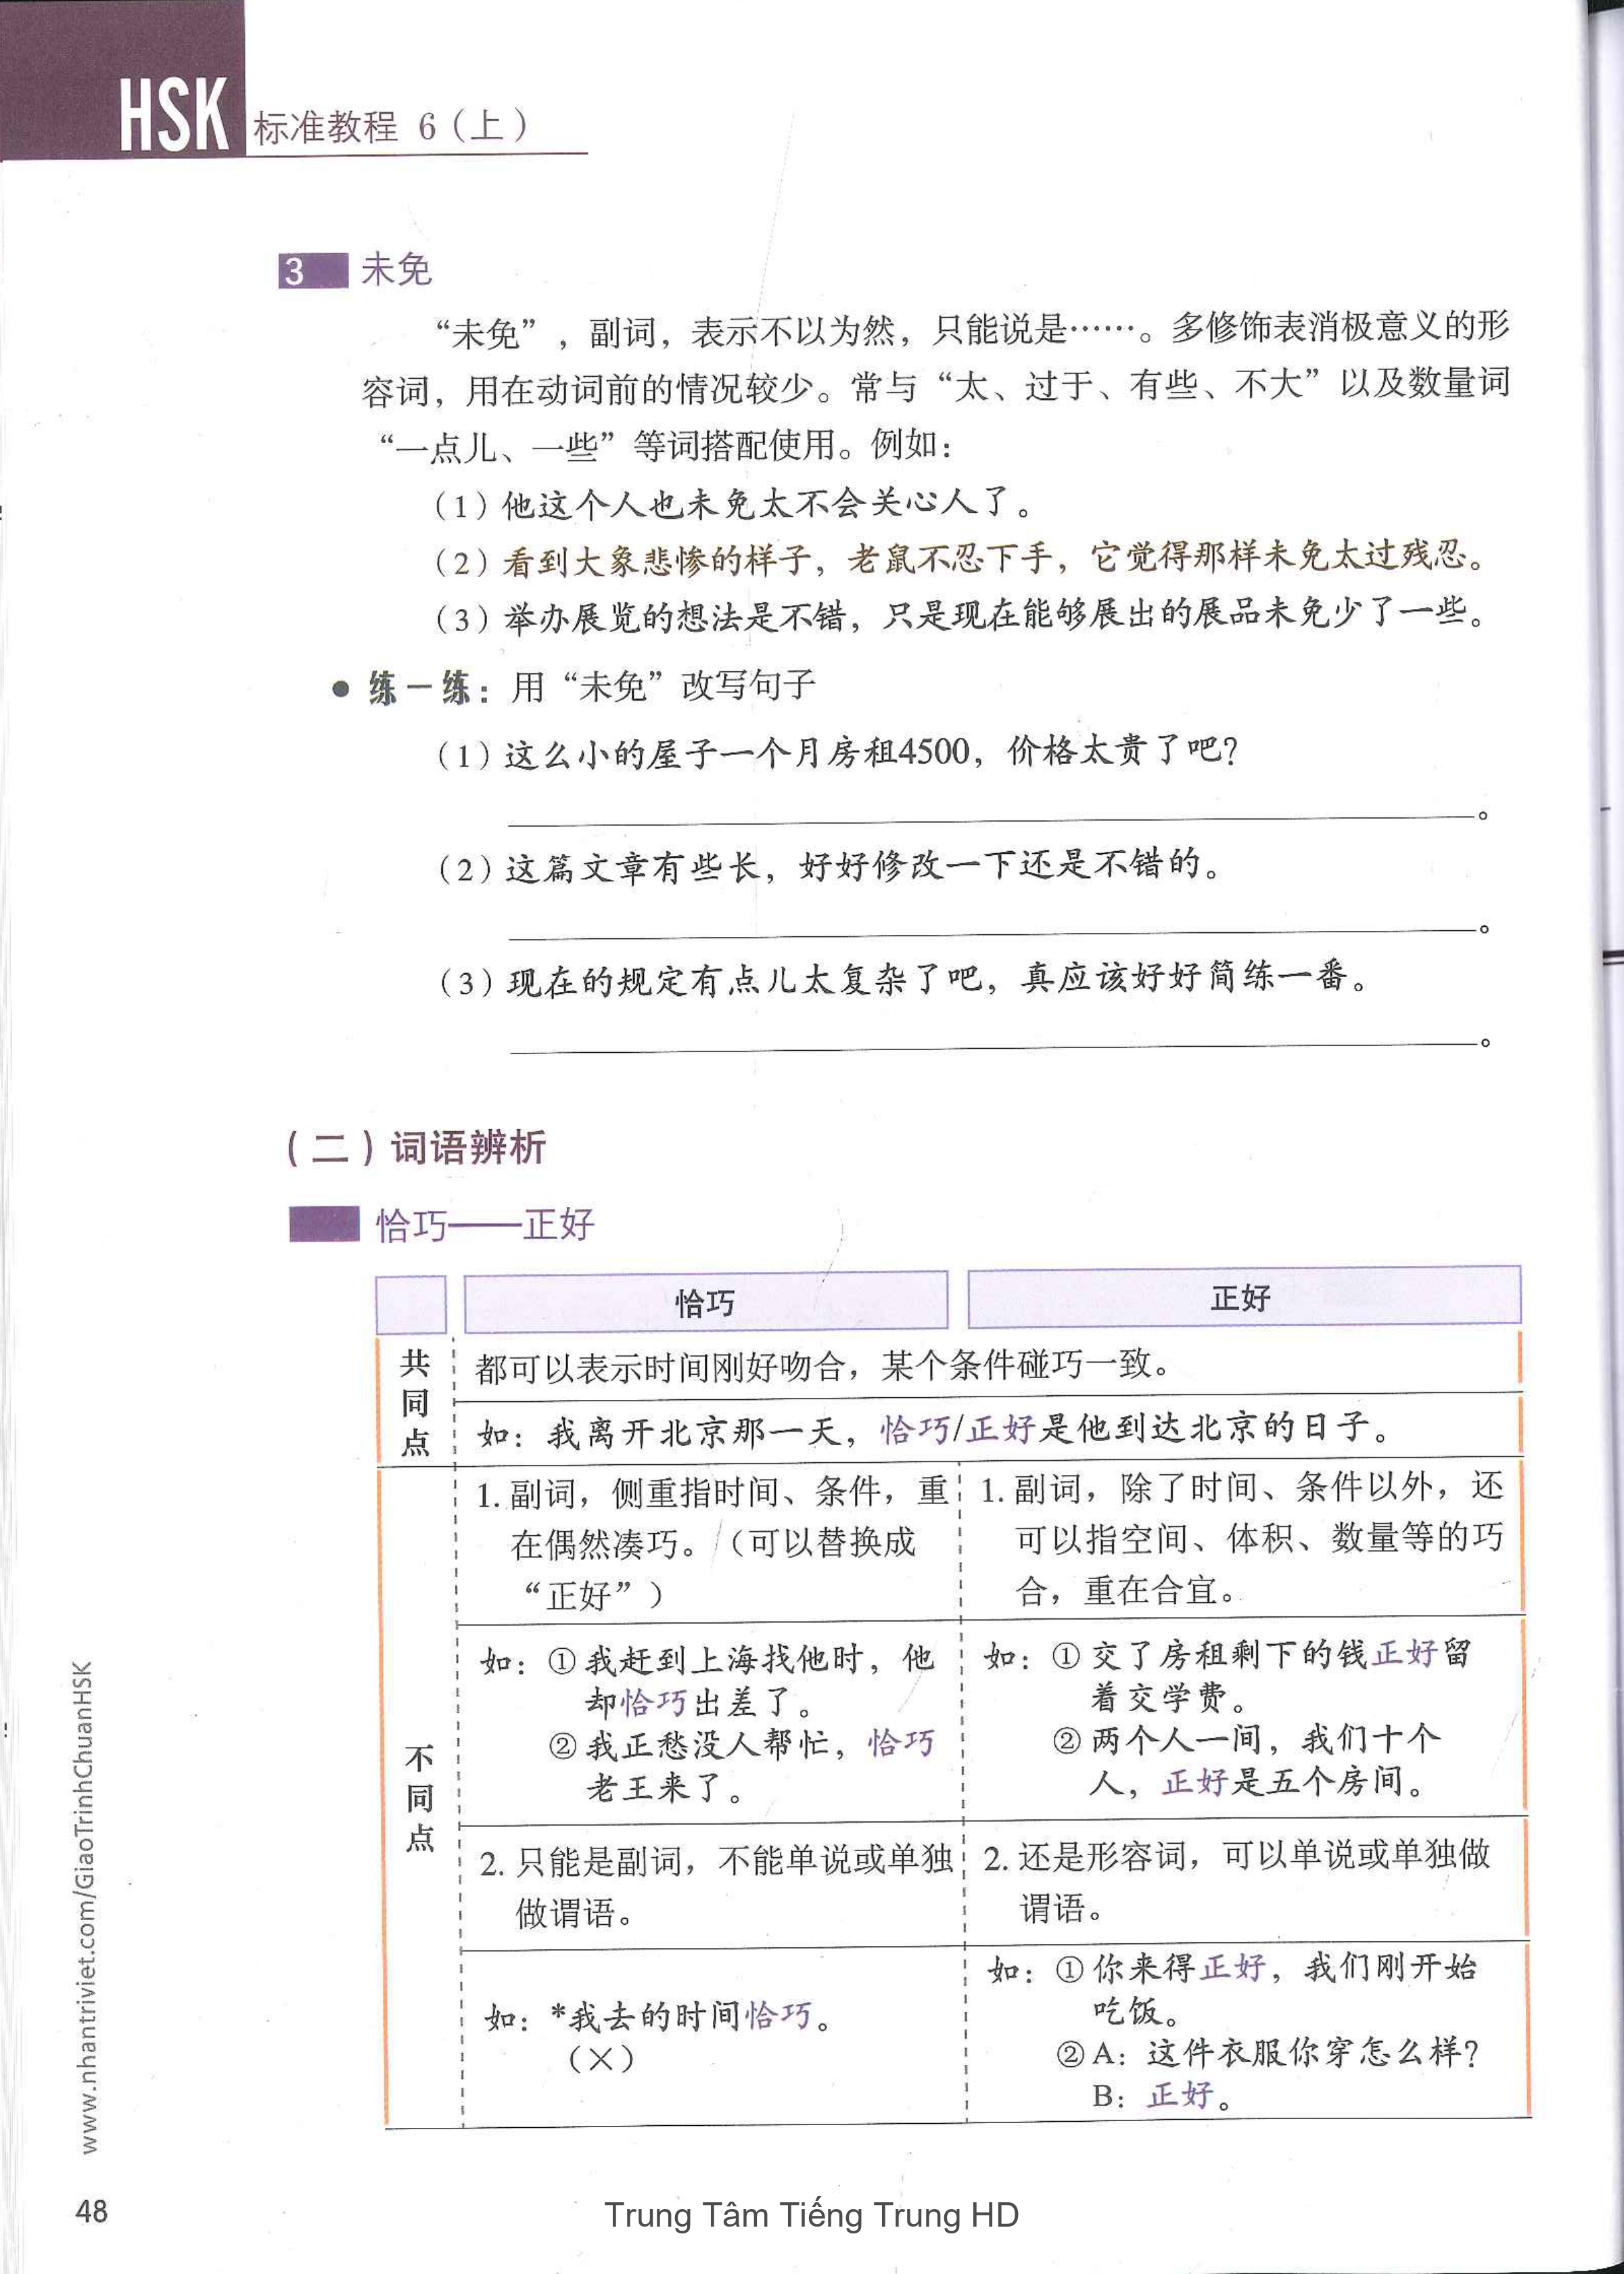 HSK 标准教程 6（上）
3 未免
“未免”，副词，表示不以为然，只能说是……。多修饰表消极意义的形
容词，用在动词前的情况较少。常与“太、过于、有些、不大”以及数量词
“一点儿、一些”等词搭配使用。例如：
（1）他这个人也未免太不会关心人了。
（2）看到大象悲惨的样子，老鼠不忍下手，它觉得那样未免太过残忍。
（3）举办展览的想法是不错，只是现在能够展出的展品未免少了一些。
● 练一练：用“未免”改写句子
（1）这么小的屋子一个月房租4500，价格太贵了吧？
。
（2）这篇文章有些长，好好修改一下还是不错的。
。
（3）现在的规定有点儿太复杂了吧，真应该好好简练一番。
。
（二）词语辨析
恰巧——正好
恰巧
正好
共同点
都可以表示时间刚好吻合，某个条件碰巧一致。
如：我离开北京那一天，恰巧/正好是他到达北京的日子。
不同点
1. 副词，侧重指时间、条件，重
在偶然凑巧。（可以替换成
“正好”）
1. 副词，除了时间、条件以外，还
可以指空间、体积、数量等的巧
合，重在合宜。
如：①我赶到上海找他时，他
却恰巧出差了。
②我正愁没人帮忙，恰巧
老王来了。
如：①交了房租剩下的钱正好留
着交学费。
②两个人一间，我们十个
人，正好是五个房间。
2. 只能是副词，不能单说或单独
做谓语。
2. 还是形容词，可以单说或单独做
谓语。
如：*我去的时间恰巧。
（×）
如：①你来得正好，我们刚开始
吃饭。
②A：这件衣服你穿怎么样？
B：正好。
www.nhantriviet.com/GiaoTrinhChuanHSK
48
Trung Tâm Tiếng Trung HD